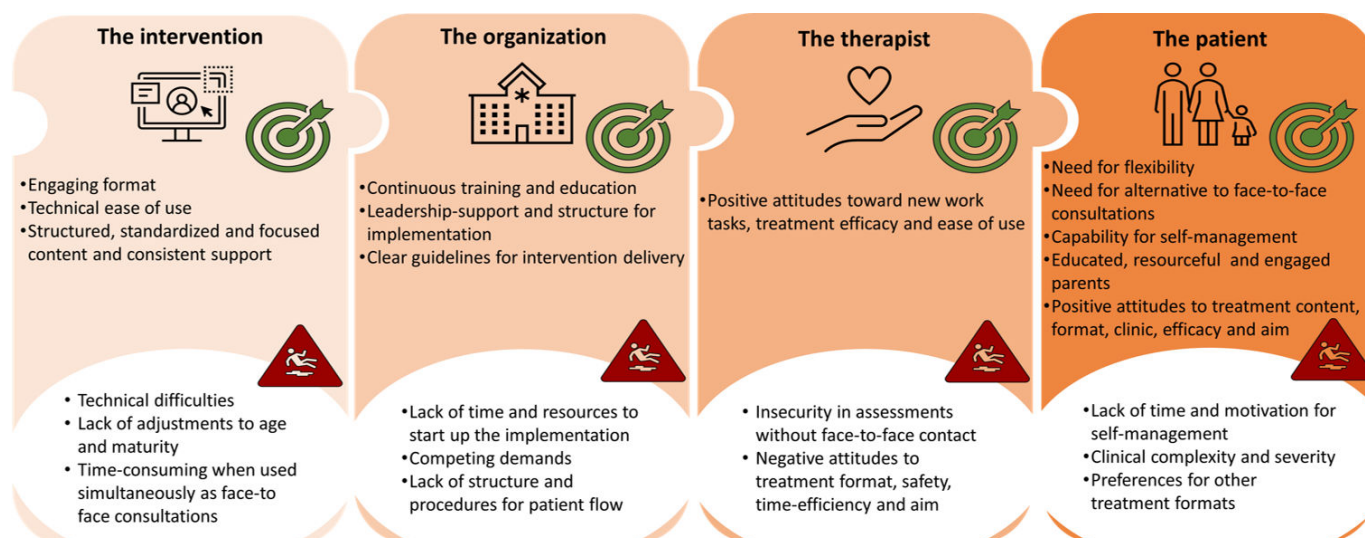 The intervention
•Engaging format
•Technical ease of use
•Structured, standardized and focused
content and consistent support
• Technical difficulties
• Lack of adjustments to age
and maturity
• Time-consuming when used
simultaneously as face-to
face consultations
The organization
•Continuous training and education
•Leadership-support and structure for
implementation
•Clear guidelines for intervention delivery
•Lack of time and resources to
start up the implementation
•Competing demands
•Lack of structure and
procedures for patient flow
The therapist
•Positive attitudes toward new work
tasks, treatment efficacy and ease of use
• Insecurity in assessments
without face-to-face contact
• Negative attitudes to
treatment format, safety,
time-efficiency and aim
The patient
•Need for flexibility
•Need for alternative to face-to-face
consultations
•Capability for self-management
•Educated, resourceful and engaged
parents
•Positive attitudes to treatment content,
format, clinic, efficacy and aim
•Lack of time and motivation for
self-management
•Clinical complexity and severity
•Preferences for other
treatment formats